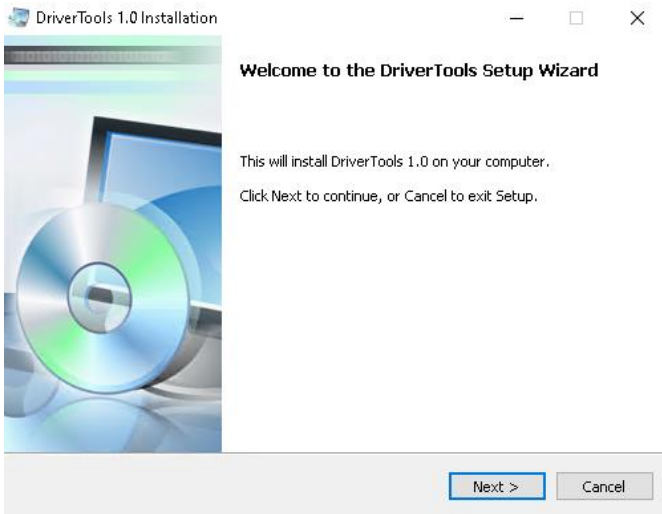 DriverTools 1.0 Installation
Welcome to the DriverTools Setup Wizard
This will install DriverTools 1.0 on your computer.
Click Next to continue, or Cancel to exit Setup.
Next >
Cancel